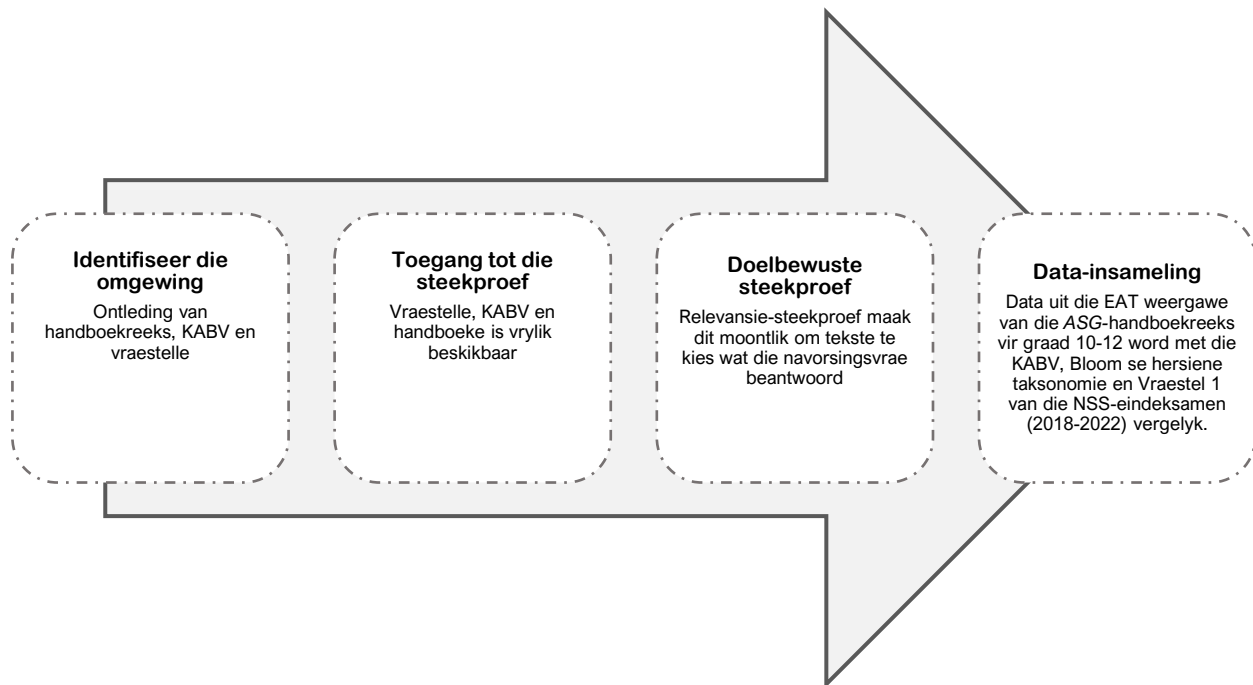 Identifiseer die
omgewing
Ontleding van
handboekreeks, KABV en
vraestelle
Toegang tot die
steekproef
Vraestelle, KABV en
handboeke is vrylik
beskikbaar
Doelbewuste
steekproef
Relevansie-steekproef maak
dit moontlik om tekste te
kies wat die navorsingsvrae
beantwoord
Data-insameling
Data uit die EAT weergawe
van die ASG-handboekreeks
vir graad 10-12 word met die
KABV, Bloom se hersiene
taksonomie en Vraestel 1
van die NSS-eindeksamen
(2018-2022) vergelyk.